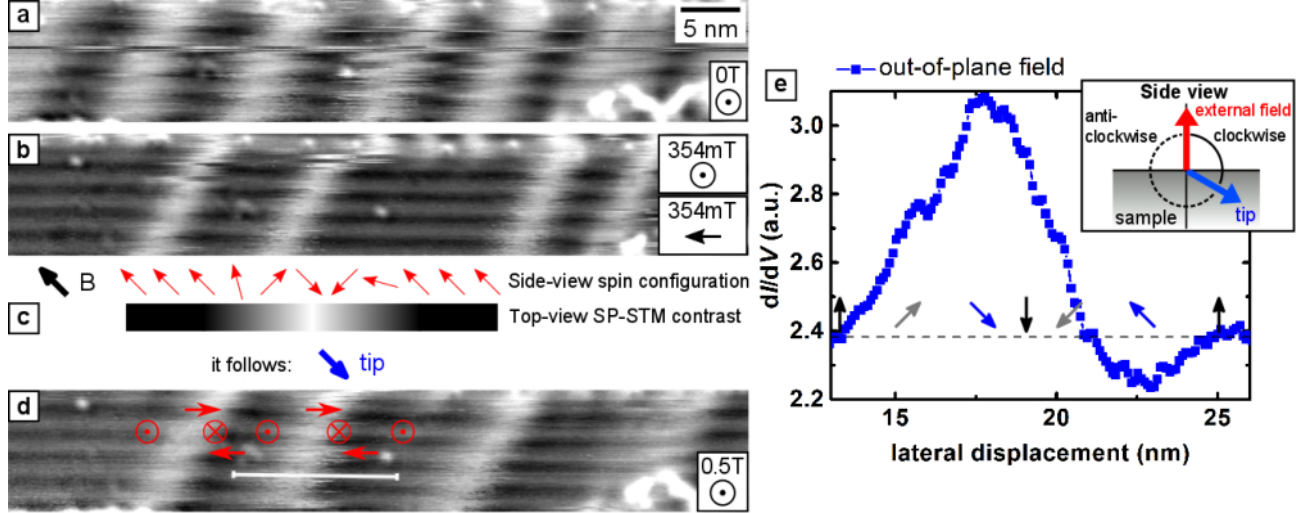 a
5 nm
0T
b
354mT
354mT
B
Side-view spin configuration
c
Top-view SP-STM contrast
it follows:
tip
d
0.5T
e
out-of-plane field
Side view
external field
anti-
clockwise
clockwise
sample
tip
3.0
2.8
2.6
2.4
2.2
dI/dV (a.u.)
15
20
25
lateral displacement (nm)